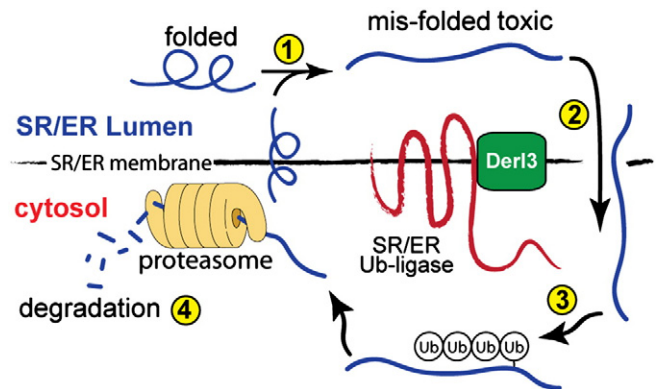 folded
1
mis-folded toxic
2
SR/ER Lumen
SR/ER membrane
Derl3
cytosol
proteasome
SR/ER
Ub-ligase
degradation 4
3
Ub Ub Ub Ub